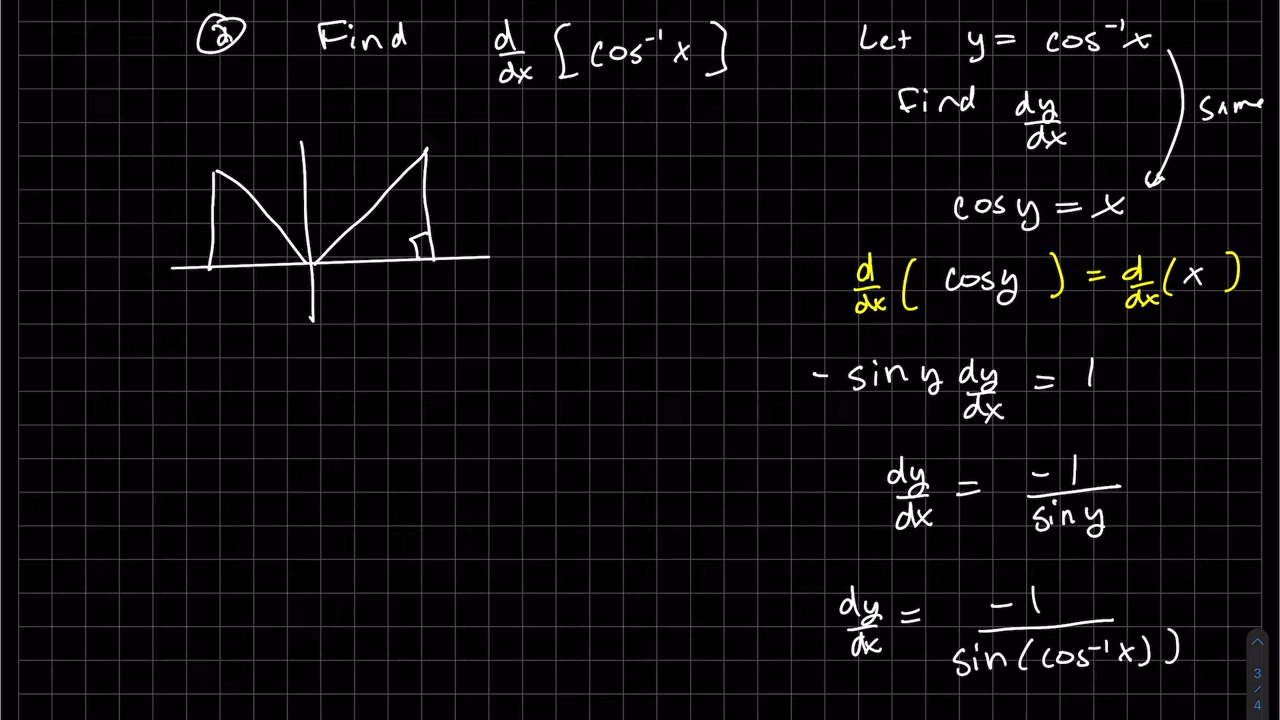 ② Find d/dx [cos⁻¹ x]
Let y = cos⁻¹x
Find dy/dx
same
cos y = x
d/dx ( cos y ) = d/dx ( x )
- sin y dy/dx = 1
dy/dx = -1 / sin y
dy/dx = -1 / sin(cos⁻¹x))
3
/
4